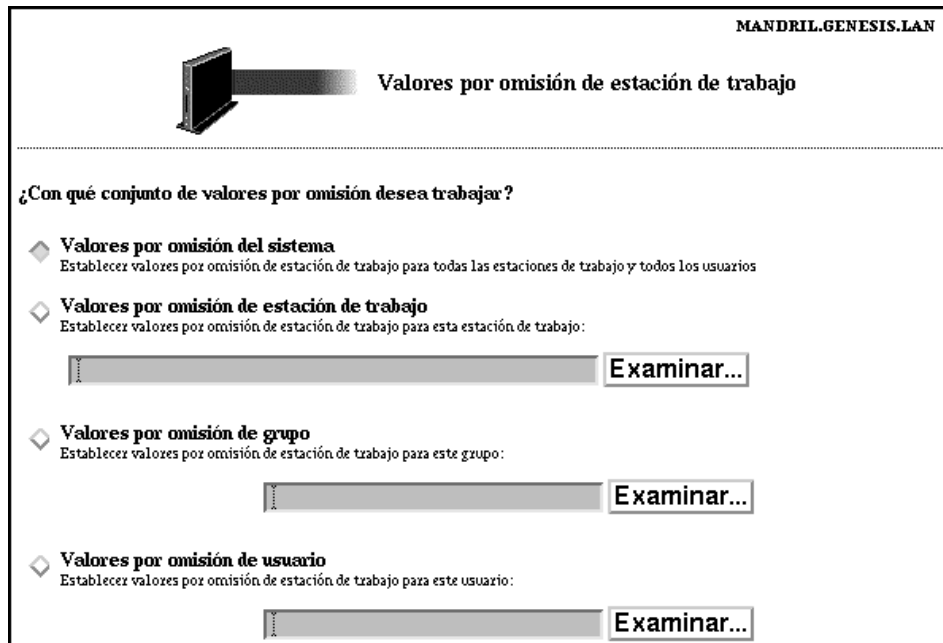 MANDRIL.GENESIS.LAN
Valores por omisión de estación de trabajo
¿Con qué conjunto de valores por omisión desea trabajar?
Valores por omisión del sistema
Establecer valores por omisión de estación de trabajo para todas las estaciones de trabajo y todos los usuarios
Valores por omisión de estación de trabajo
Establecer valores por omisión de estación de trabajo para esta estación de trabajo:
Examinar...
Valores por omisión de grupo
Establecer valores por omisión de estación de trabajo para este grupo:
Examinar...
Valores por omisión de usuario
Establecer valores por omisión de estación de trabajo para este usuario:
Examinar...